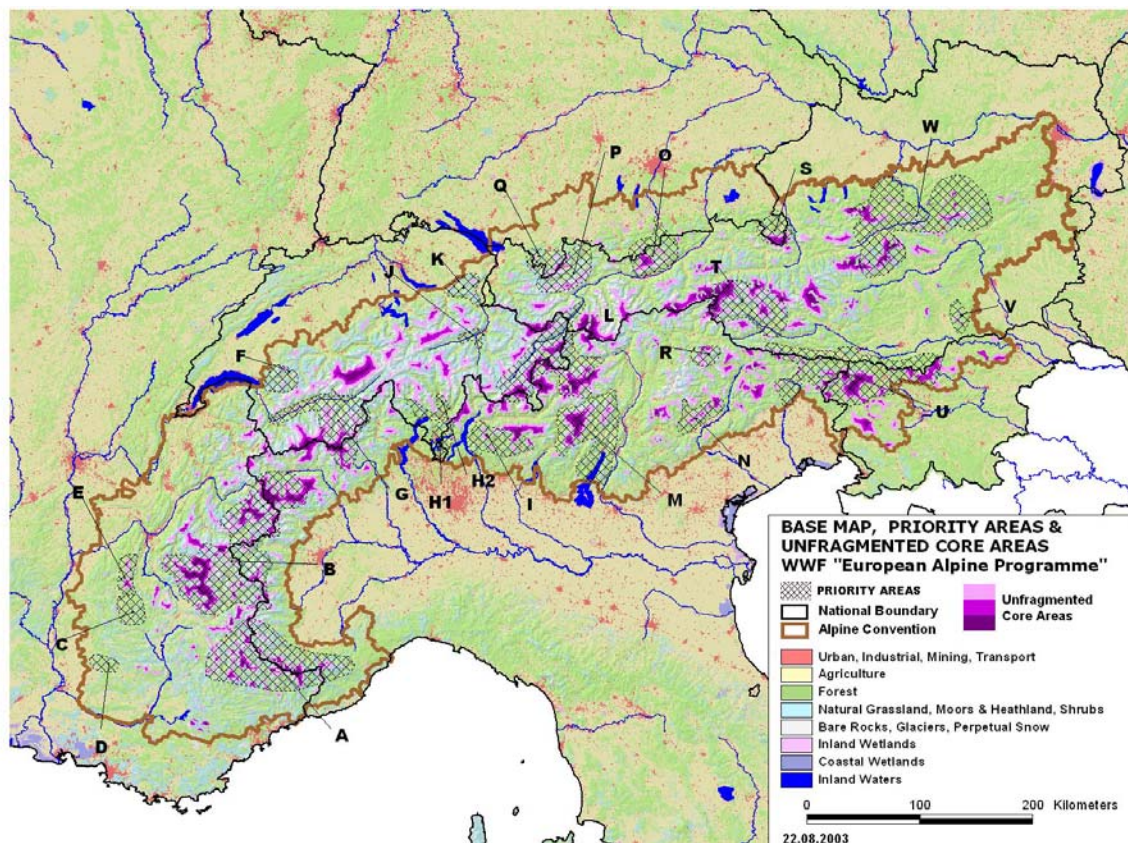 W
P
O
S
Q
K
J
T
L
F
V
R
U
E
G
H1
H2
I
M
N
B
C
D
A
BASE MAP, PRIORITY AREAS &
UNFRAGMENTED CORE AREAS
WWF "European Alpine Programme"
PRIORITY AREAS
National Boundary
Alpine Convention
Unfragmented
Core Areas
Urban, Industrial, Mining, Transport
Agriculture
Forest
Natural Grassland, Moors & Heathland, Shrubs
Bare Rocks, Glaciers, Perpetual Snow
Inland Wetlands
Coastal Wetlands
Inland Waters
0 100 200 Kilometers
22.08.2003